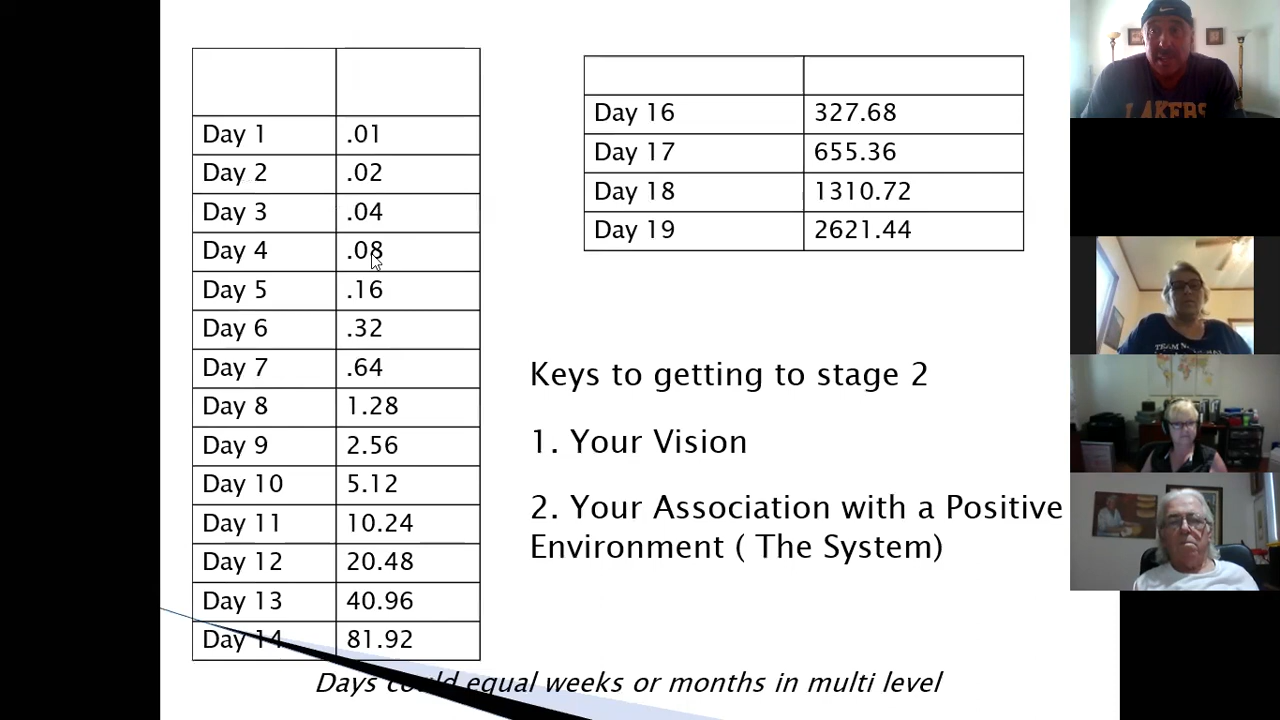 Day 1 .01
Day 2 .02
Day 3 .04
Day 4 .08
Day 5 .16
Day 6 .32
Day 7 .64
Day 8 1.28
Day 9 2.56
Day 10 5.12
Day 11 10.24
Day 12 20.48
Day 13 40.96
Day 14 81.92
Day 16 327.68
Day 17 655.36
Day 18 1310.72
Day 19 2621.44
Keys to getting to stage 2
1. Your Vision
2. Your Association with a Positive
Environment ( The System)
Days could equal weeks or months in multi level
LAKERS